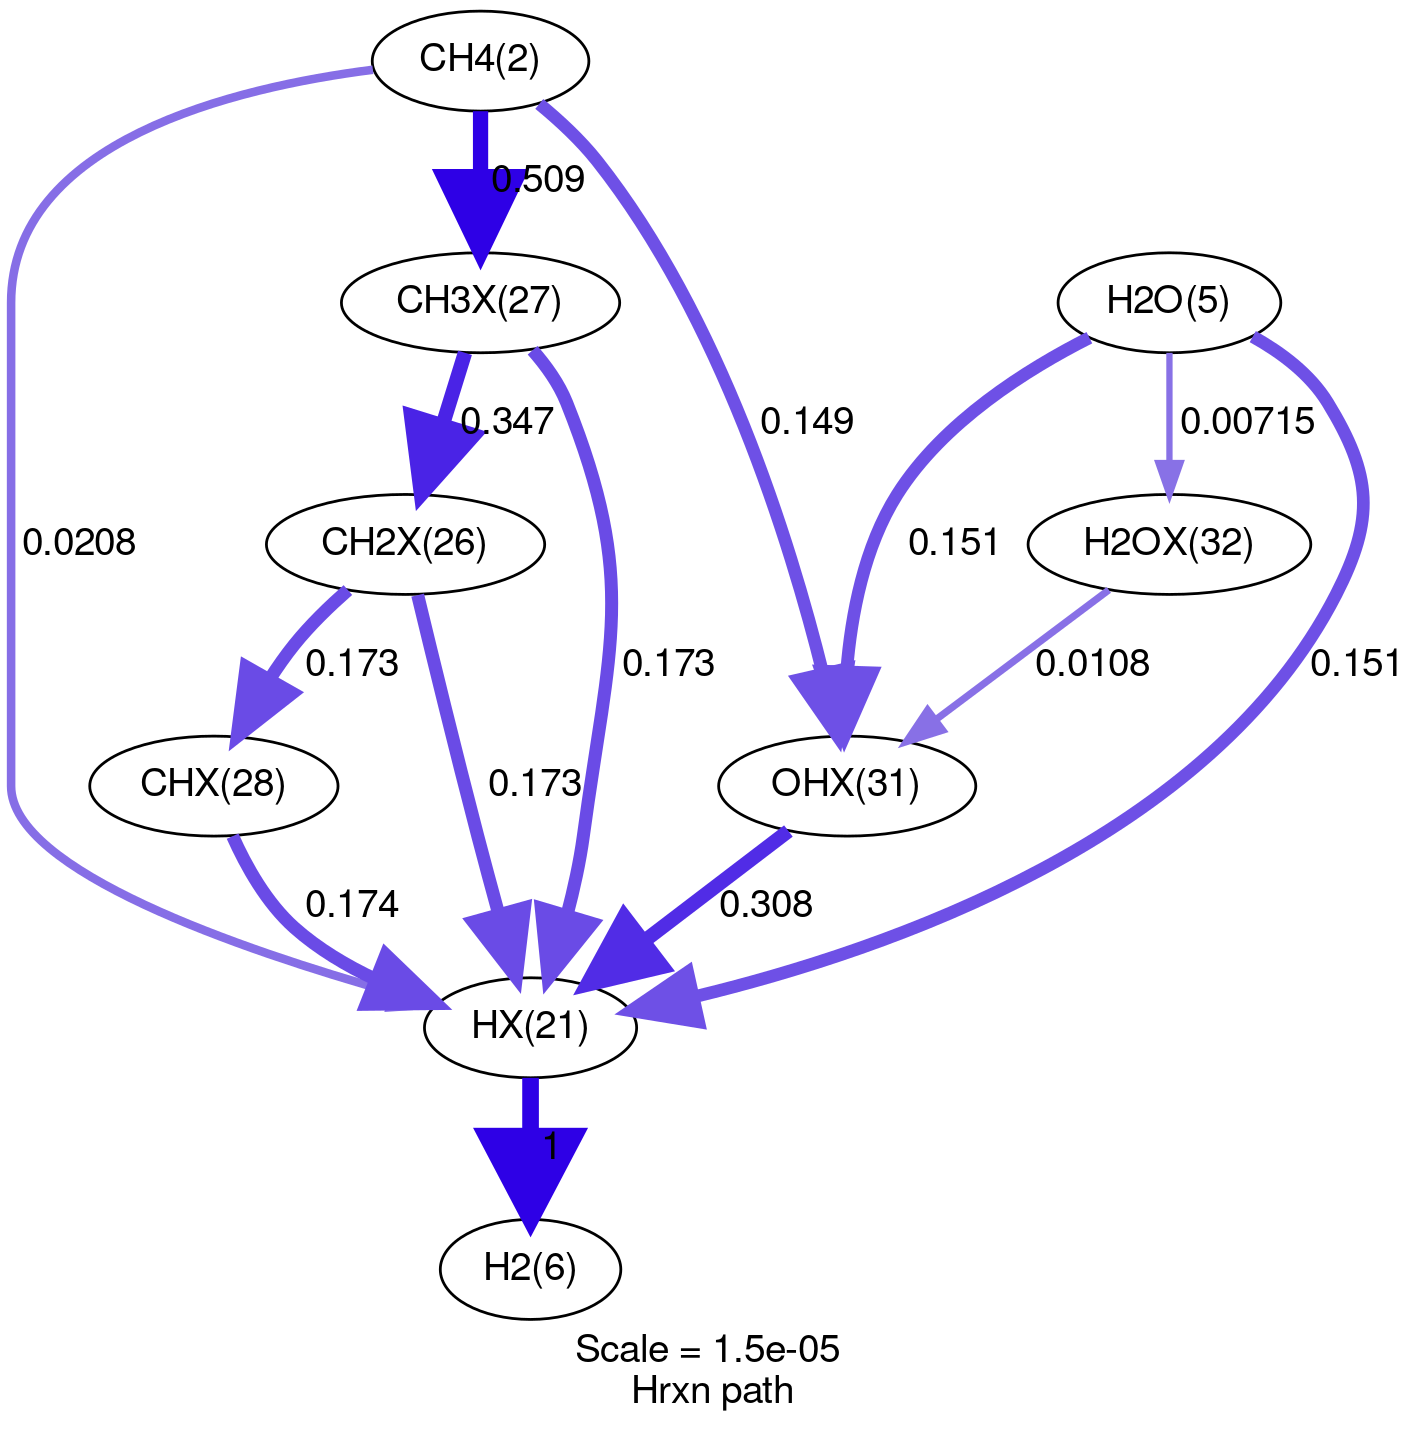 CH4(2)
0.509
CH3X(27)
H2O(5)
0.347
0.149
0.00715
0.0208
CH2X(26)
0.151
H2OX(32)
0.173
0.173
0.0108
0.151
CHX(28)
0.173
OHX(31)
0.174
0.308
HX(21)
1
H2(6)
Scale = 1.5e-05
Hrxn path